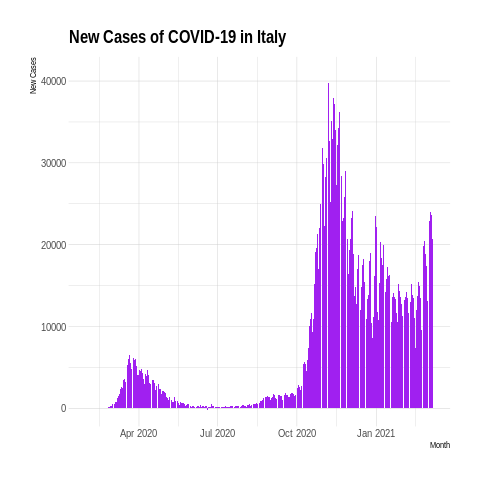 New Cases of COVID-19 in Italy
New Cases
40000
30000
20000
10000
0
Apr 2020 Jul 2020 Oct 2020 Jan 2021
Month